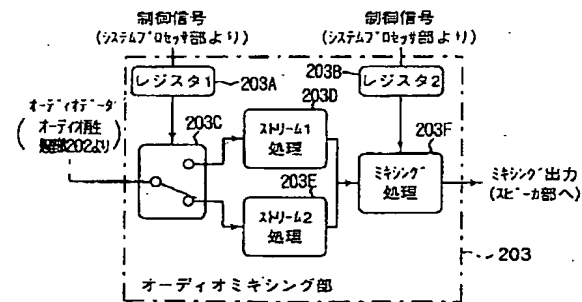 制御信号
(システムプロセッサ部より)
制御信号
(システムプロセッサ部より)
レジスタ1
203A
203B
レジスタ2
オーディオデータ
(オーディオ再生
処理部202より)
203C
203D
ストリーム1
処理
203E
ストリーム2
処理
203F
ミキシング
処理
ミキシング出力
(スピーカ部へ)
203
オーディオミキシング部